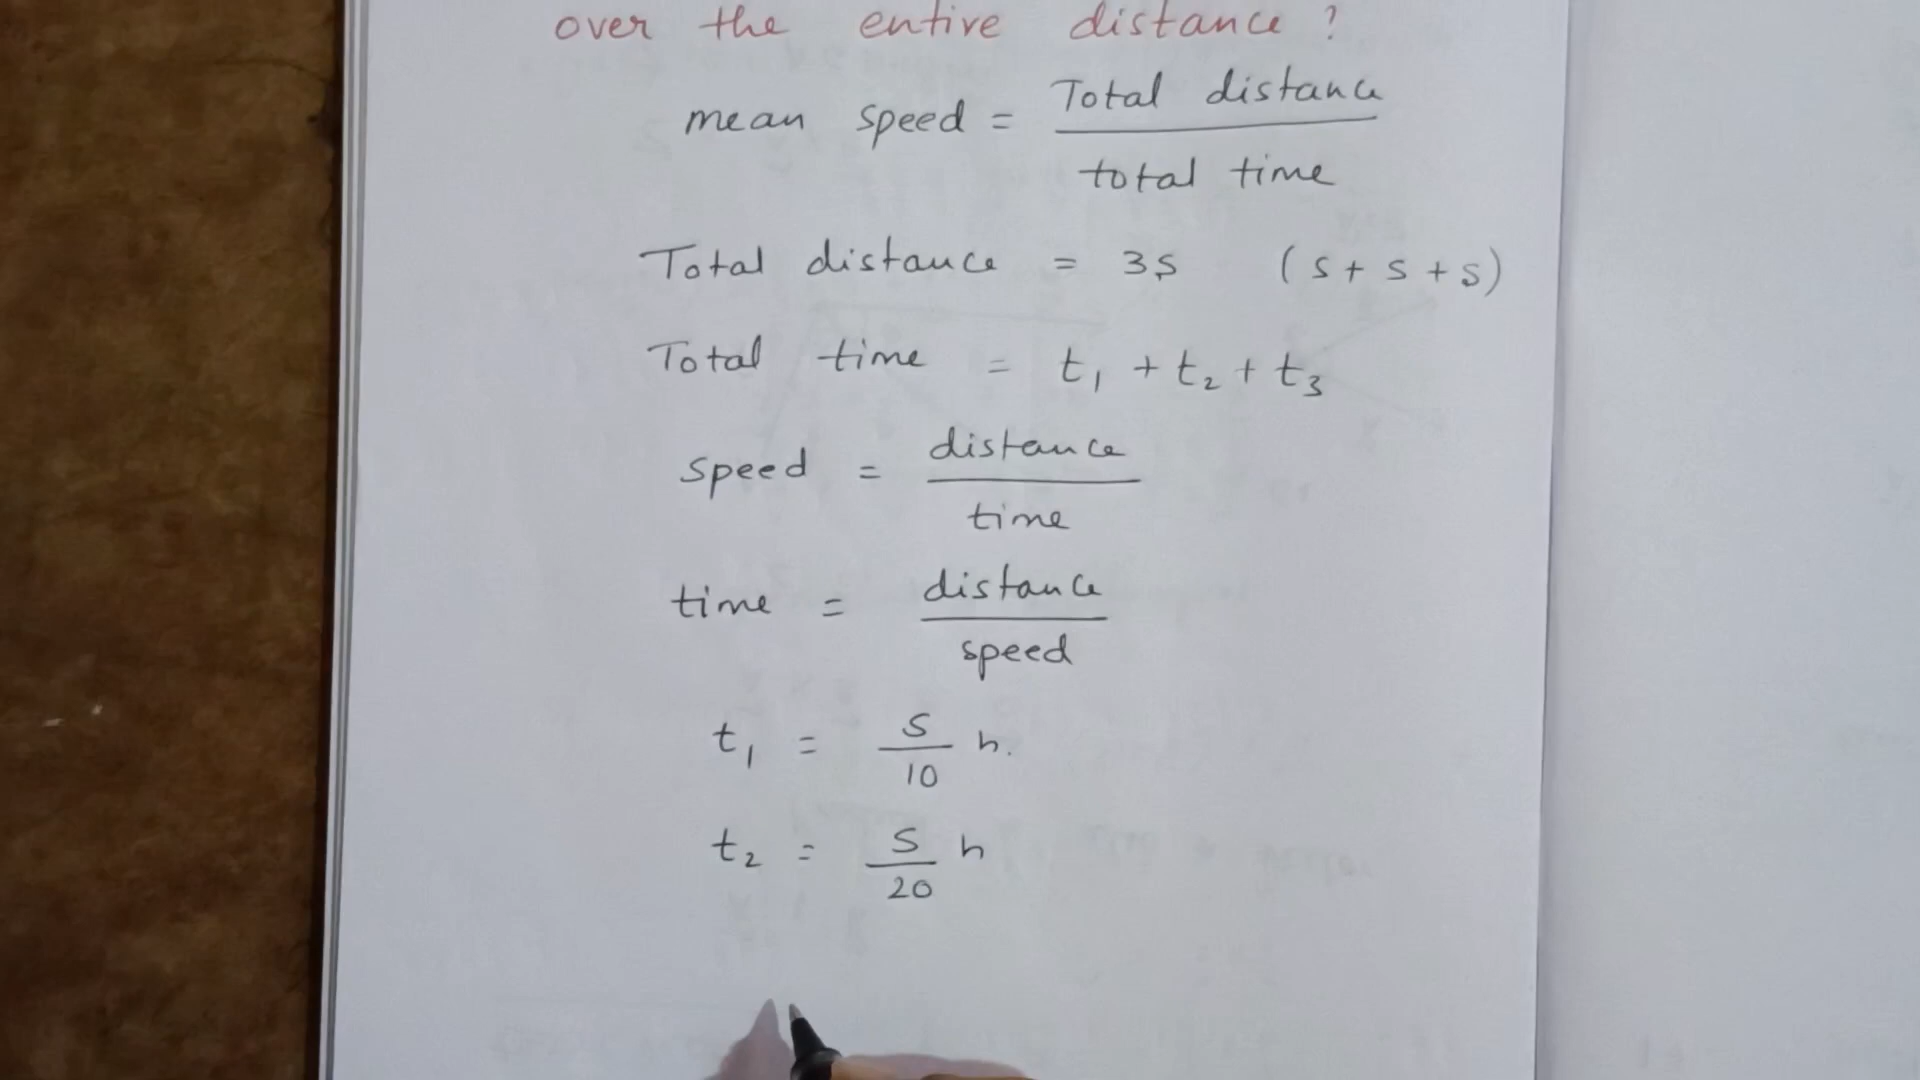 over the entire distance ?
mean speed = Total distance / total time
Total distance = 3s (s + s + s)
Total time = t₁ + t₂ + t₃
speed = distance / time
time = distance / speed
t₁ = s/10 h.
t₂ = s/20 h